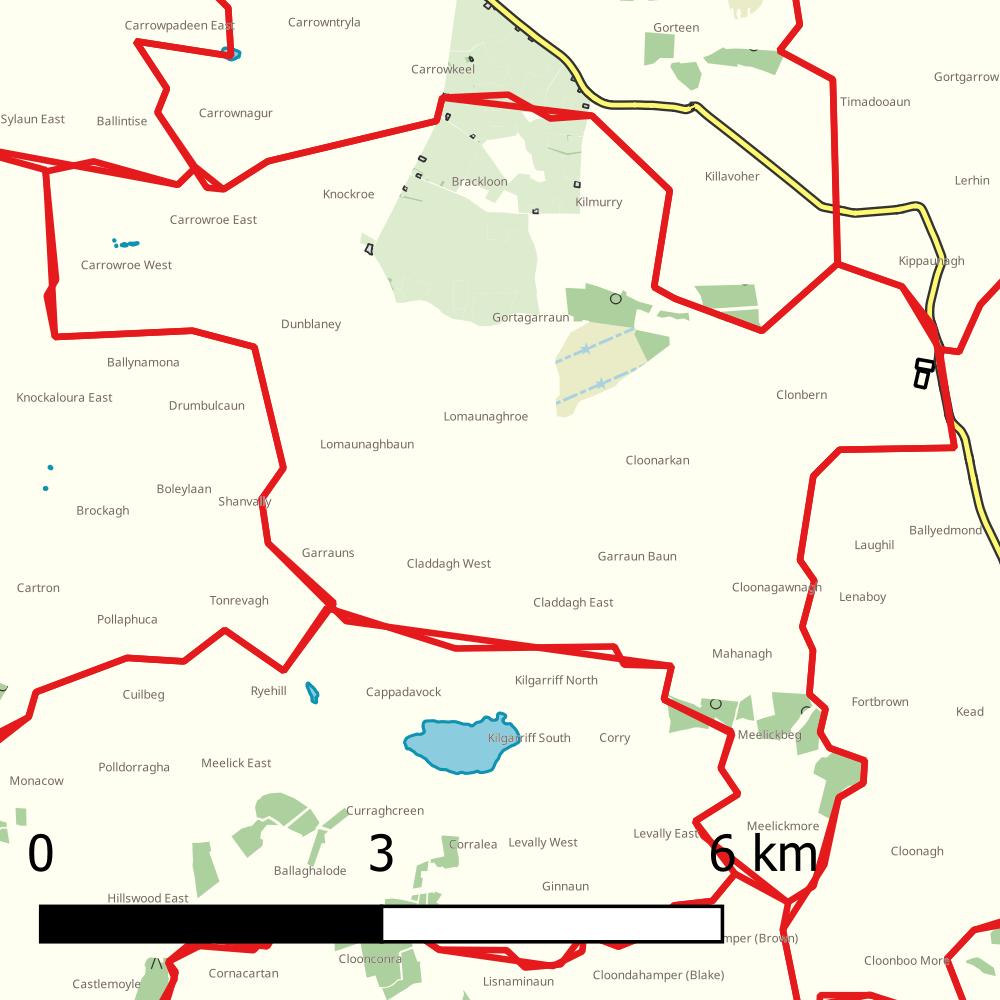 Carrowpadeen East
Carrowntryla
Gorteen
Carrowkeel
Gortgarrow
Timadooaun
Sylaun East
Ballintise
Carrownagur
Killavoher
Lerhin
Knockroe
Brackloon
Kilmurry
Carrowroe East
Carrowroe West
Kippaunagh
Dunblaney
Gortagarraun
Ballynamona
Knockaloura East
Drumbulcaun
Clonbern
Lomaunaghroe
Lomaunaghbaun
Cloonarkan
Boleylaan
Shanvally
Brockagh
Ballyedmond
Laughil
Garrauns
Claddagh West
Garraun Baun
Cartron
Tonrevagh
Claddagh East
Cloonagawnagh
Lenaboy
Pollaphuca
Mahanagh
Cuilbeg
Ryehill
Cappadavock
Kilgarriff North
Fortbrown
Kead
Kilgarriff South
Corry
Meelickbeg
Monacow
Polldorragha
Meelick East
Curraghcreen
Corralea
Levally West
Levally East
Meelickmore
Cloonagh
0 3 6 km
Ballaghalode
Hillswood East
Ginnaun
mper (Brown)
Castlemoyle
Cornacartan
Cloonconra
Lisnaminaun
Cloondahamper (Blake)
Cloonboo More